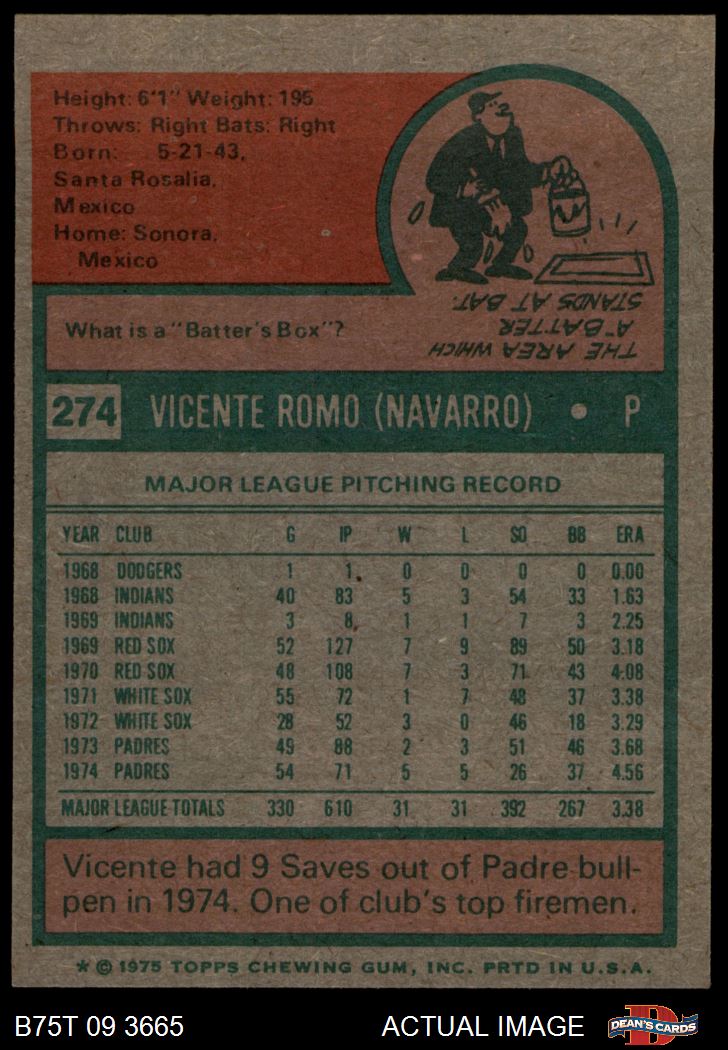 Height: 6'1" Weight: 195
Throws: Right Bats: Right
Born: 5-21-43,
Santa Rosalia,
Mexico
Home: Sonora,
Mexico
What is a "Batter's Box"?
THE AREA WHICH
A BATTER
STANDS AT BAT.
274 VICENTE ROMO (NAVARRO) • P
MAJOR LEAGUE PITCHING RECORD
YEAR CLUB G IP W L SO BB ERA
1968 DODGERS 1 1 0 0 0 0 0.00
1968 INDIANS 40 83 5 3 54 33 1.63
1969 INDIANS 3 8 1 1 7 3 2.25
1969 RED SOX 52 127 7 9 89 50 3.18
1970 RED SOX 48 108 7 3 71 43 4.08
1971 WHITE SOX 55 72 1 7 48 37 3.38
1972 WHITE SOX 28 52 3 0 46 18 3.29
1973 PADRES 49 88 2 3 51 46 3.68
1974 PADRES 54 71 5 5 26 37 4.56
MAJOR LEAGUE TOTALS 330 610 31 31 392 267 3.38
Vicente had 9 Saves out of Padre bull-
pen in 1974. One of club's top firemen.
* © 1975 TOPPS CHEWING GUM, INC. PRTD IN U.S.A.
B75T 09 3665 ACTUAL IMAGE D DEAN'S CARDS